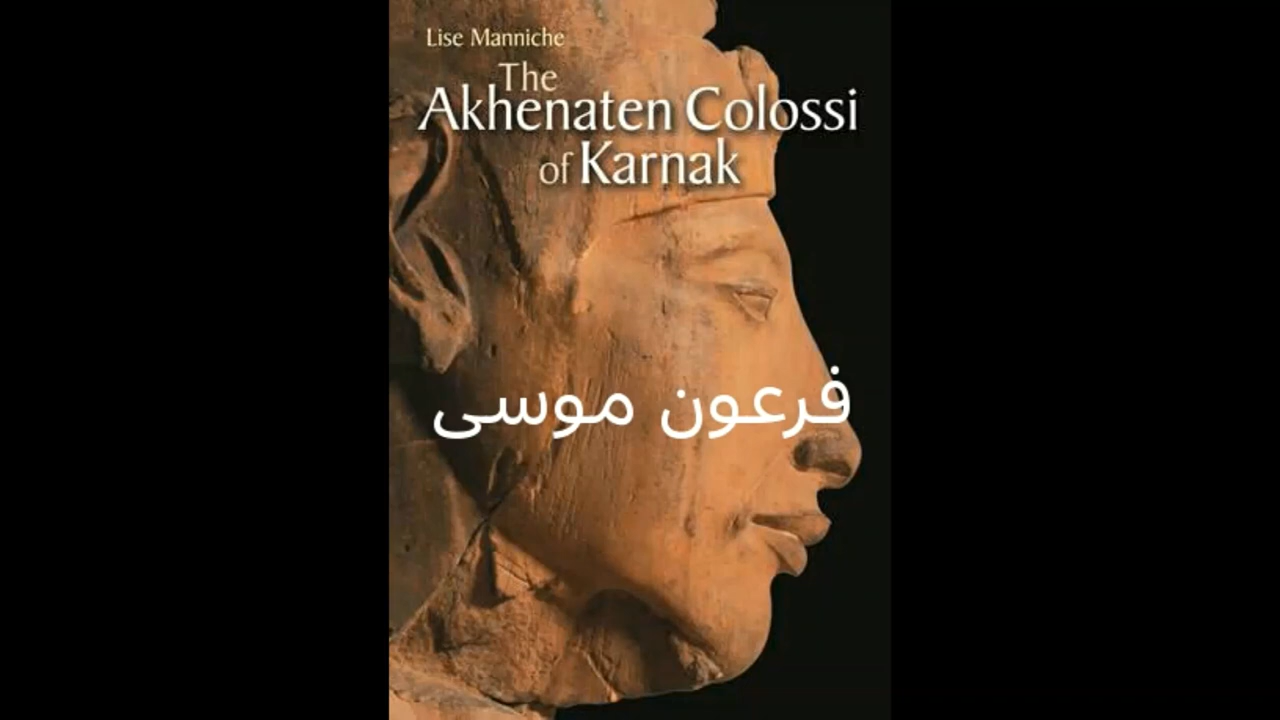 Lise Manniche
The
Akhenaten Colossi
of Karnak
فرعون موسى